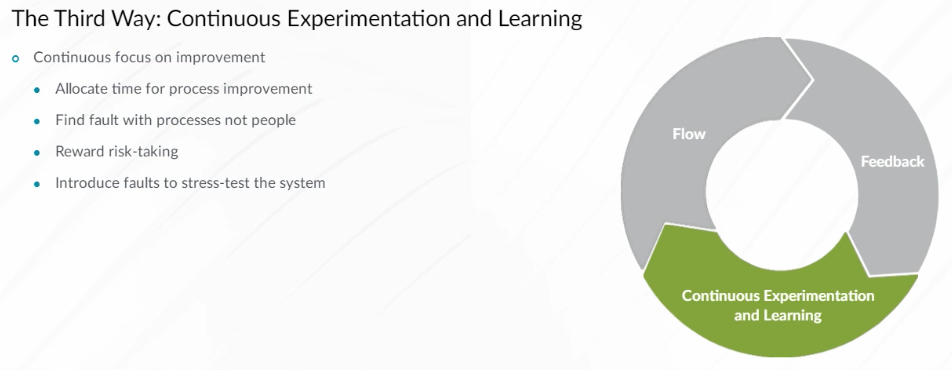 The Third Way: Continuous Experimentation and Learning
Continuous focus on improvement
Allocate time for process improvement
Find fault with processes not people
Reward risk-taking
Introduce faults to stress-test the system
Flow
Feedback
Continuous Experimentation
and Learning